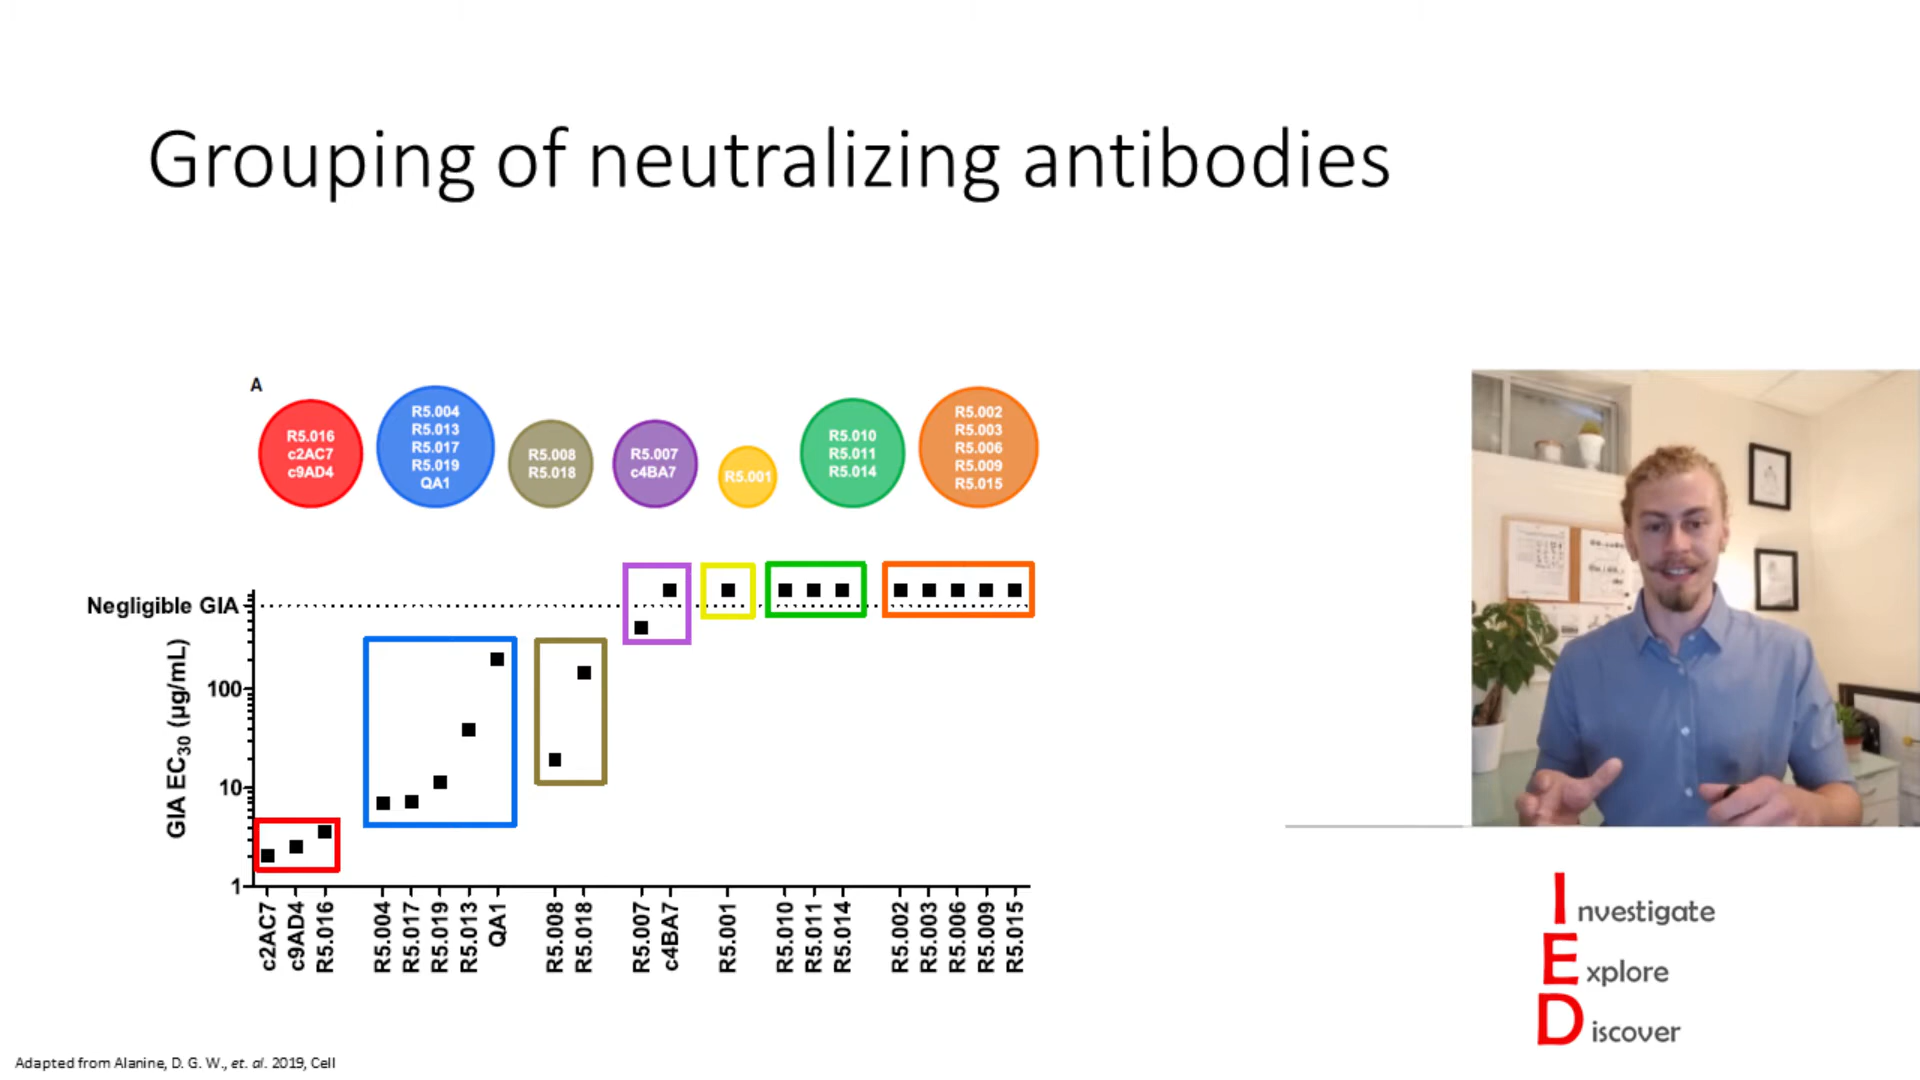 Grouping of neutralizing antibodies
A
R5.016
c2AC7
c9AD4
R5.004
R5.013
R5.017
R5.019
QA1
R5.008
R5.018
R5.007
c4BA7
R5.001
R5.010
R5.011
R5.014
R5.002
R5.003
R5.006
R5.009
R5.015
Negligible GIA
GIA EC30 (µg/mL)
100
10
1
c2AC7
c9AD4
R5.016
R5.004
R5.017
R5.019
R5.013
QA1
R5.008
R5.018
R5.007
c4BA7
R5.001
R5.010
R5.011
R5.014
R5.002
R5.003
R5.006
R5.009
R5.015
Investigate
Explore
Discover
Adapted from Alanine, D. G. W., et. al. 2019, Cell